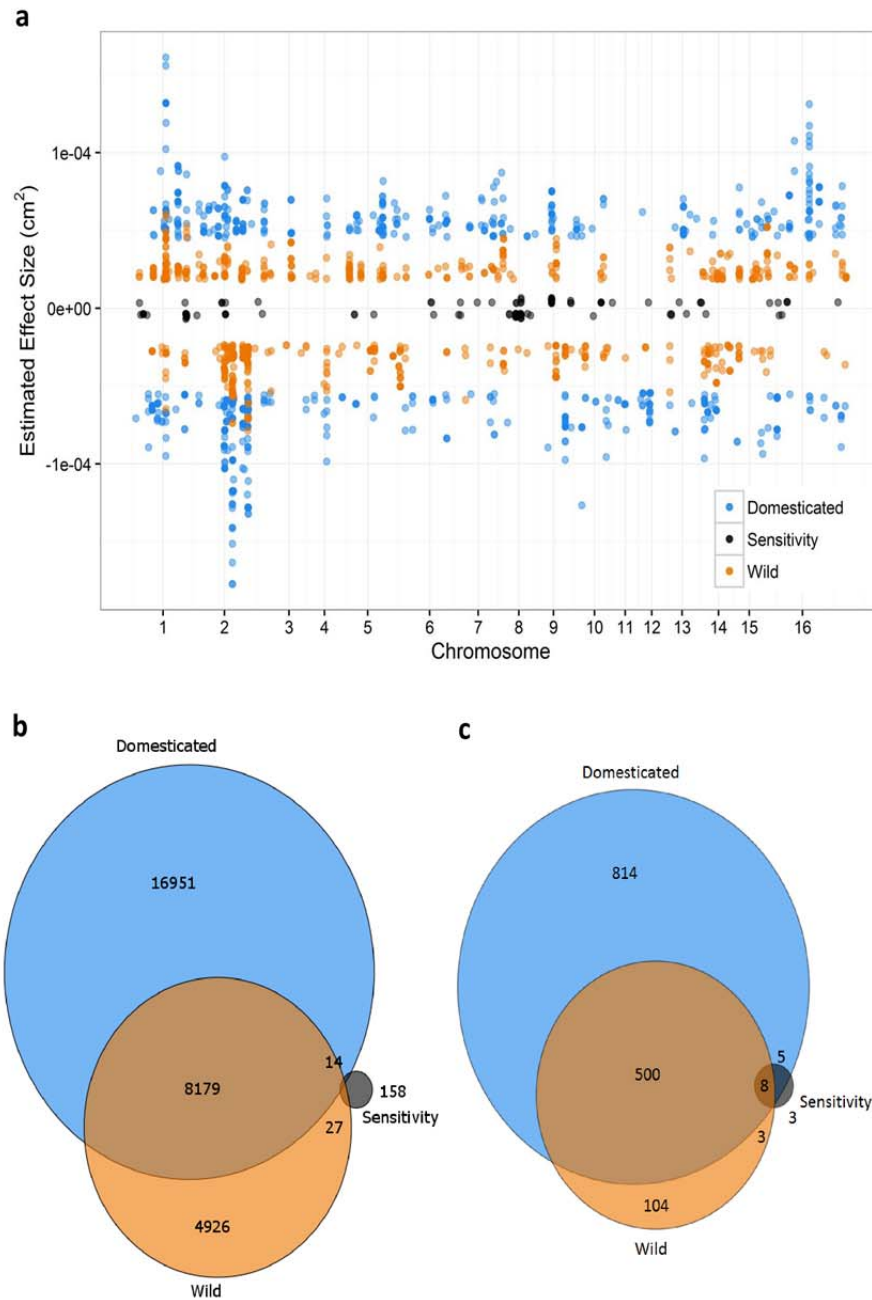 a
Estimated Effect Size (cm²)
1e-04
0e+00
-1e-04
Domesticated
Sensitivity
Wild
1 2 3 4 5 6 7 8 9 10 11 12 13 14 15 16
Chromosome
b
Domesticated
16951
14
8179
158
Sensitivity
27
4926
Wild
c
Domesticated
814
5
500
8
Sensitivity
3
3
104
Wild